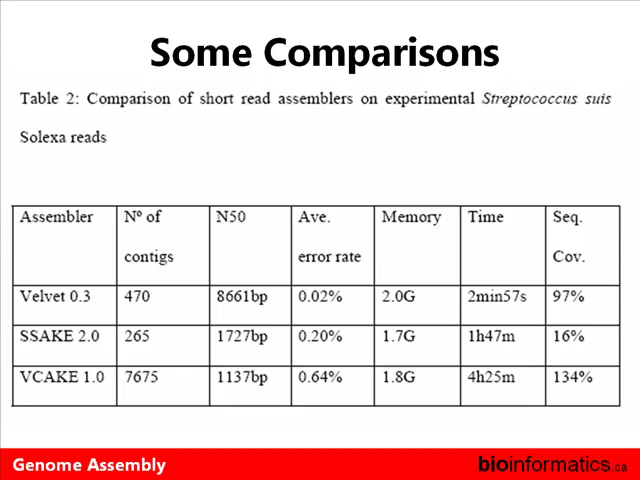 Some Comparisons
Table 2: Comparison of short read assemblers on experimental Streptococcus suis
Solexa reads
Assembler Nº of contigs N50 Ave. error rate Memory Time Seq. Cov.
Velvet 0.3 470 8661bp 0.02% 2.0G 2min57s 97%
SSAKE 2.0 265 1727bp 0.20% 1.7G 1h47m 16%
VCAKE 1.0 7675 1137bp 0.64% 1.8G 4h25m 134%
Genome Assembly
bioinformatics.ca